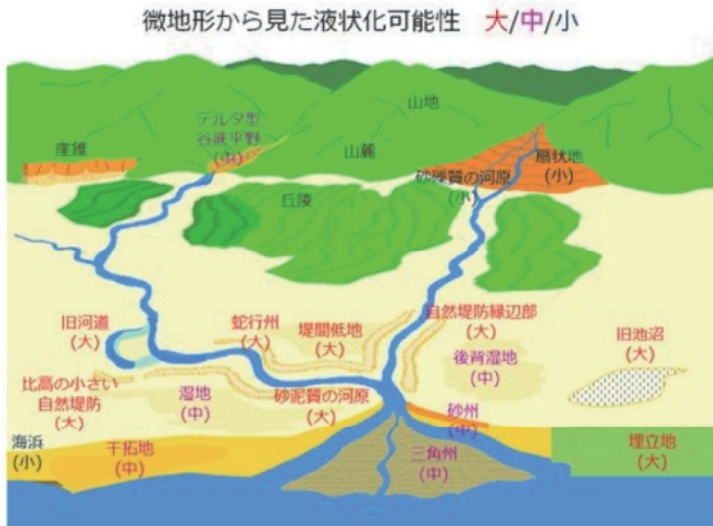 微地形から見た液状化可能性 大/中/小
山地
デルタ型
谷底平野
(中)
崖錐
山麓
扇状地
(小)
砂礫質の河原
(小)
丘陵
旧河道
(大)
蛇行州
(大)
堤間低地
(大)
自然堤防縁辺部
(大)
後背湿地
(中)
旧池沼
(大)
比高の小さい
自然堤防
(大)
湿地
(中)
砂泥質の河原
(大)
砂州
(中)
海浜
(小)
干拓地
(中)
三角州
(中)
埋立地
(大)